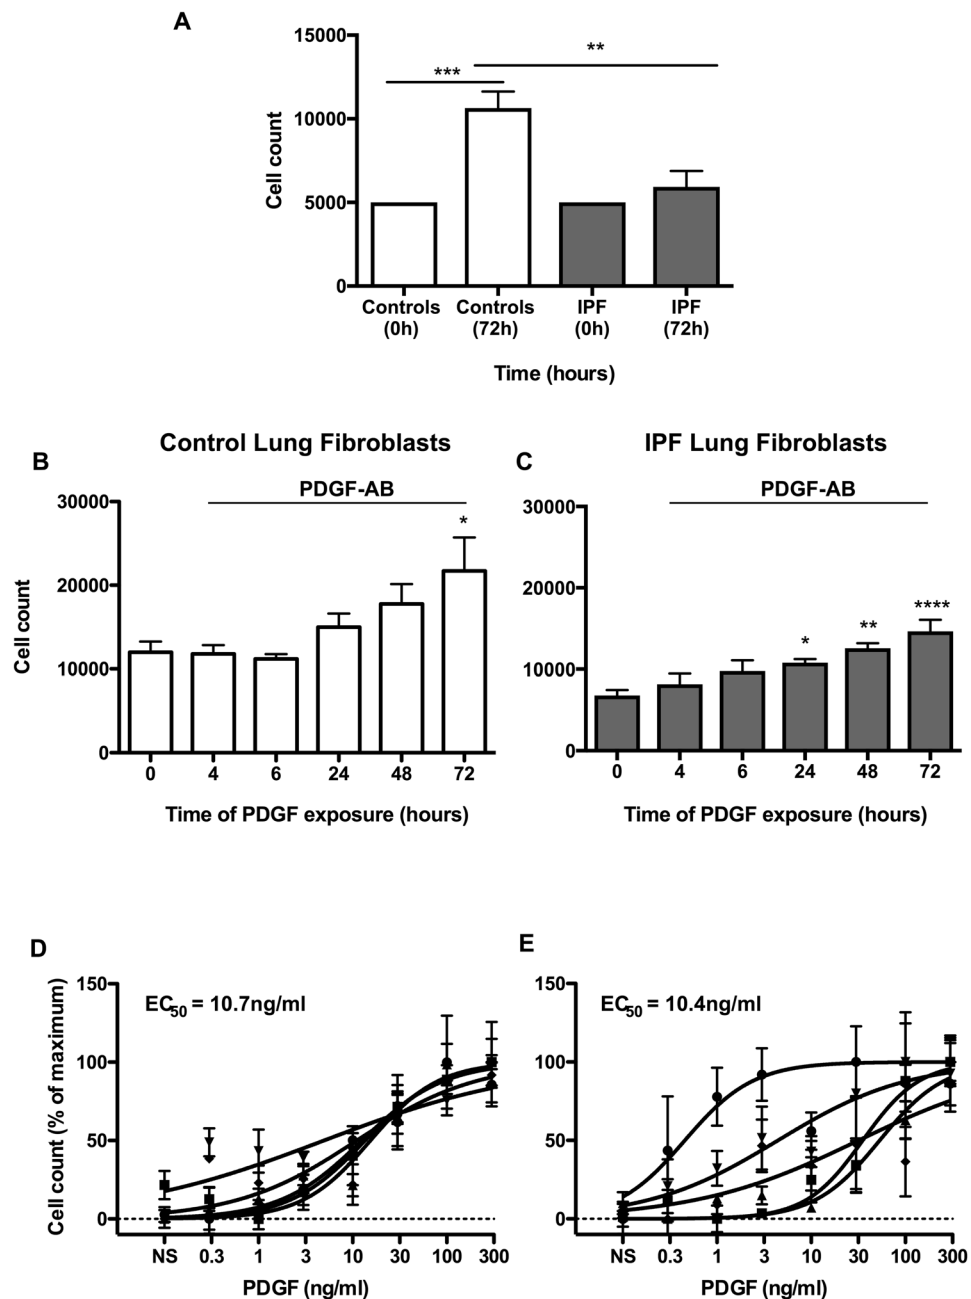 A
15000
10000
5000
0
Cell count
***
**
Controls Controls IPF IPF
(0h) (72h) (0h) (72h)
Time (hours)
Control Lung Fibroblasts
B
PDGF-AB
30000
20000
10000
0
Cell count
*
0 4 6 24 48 72
Time of PDGF exposure (hours)
IPF Lung Fibroblasts
C
PDGF-AB
30000
20000
10000
0
* ** ****
0 4 6 24 48 72
Time of PDGF exposure (hours)
D
150
100
50
0
Cell count (% of maximum)
EC50 = 10.7ng/ml
NS 0.3 1 3 10 30 100 300
PDGF (ng/ml)
E
150
100
50
0
EC50 = 10.4ng/ml
NS 0.3 1 3 10 30 100 300
PDGF (ng/ml)